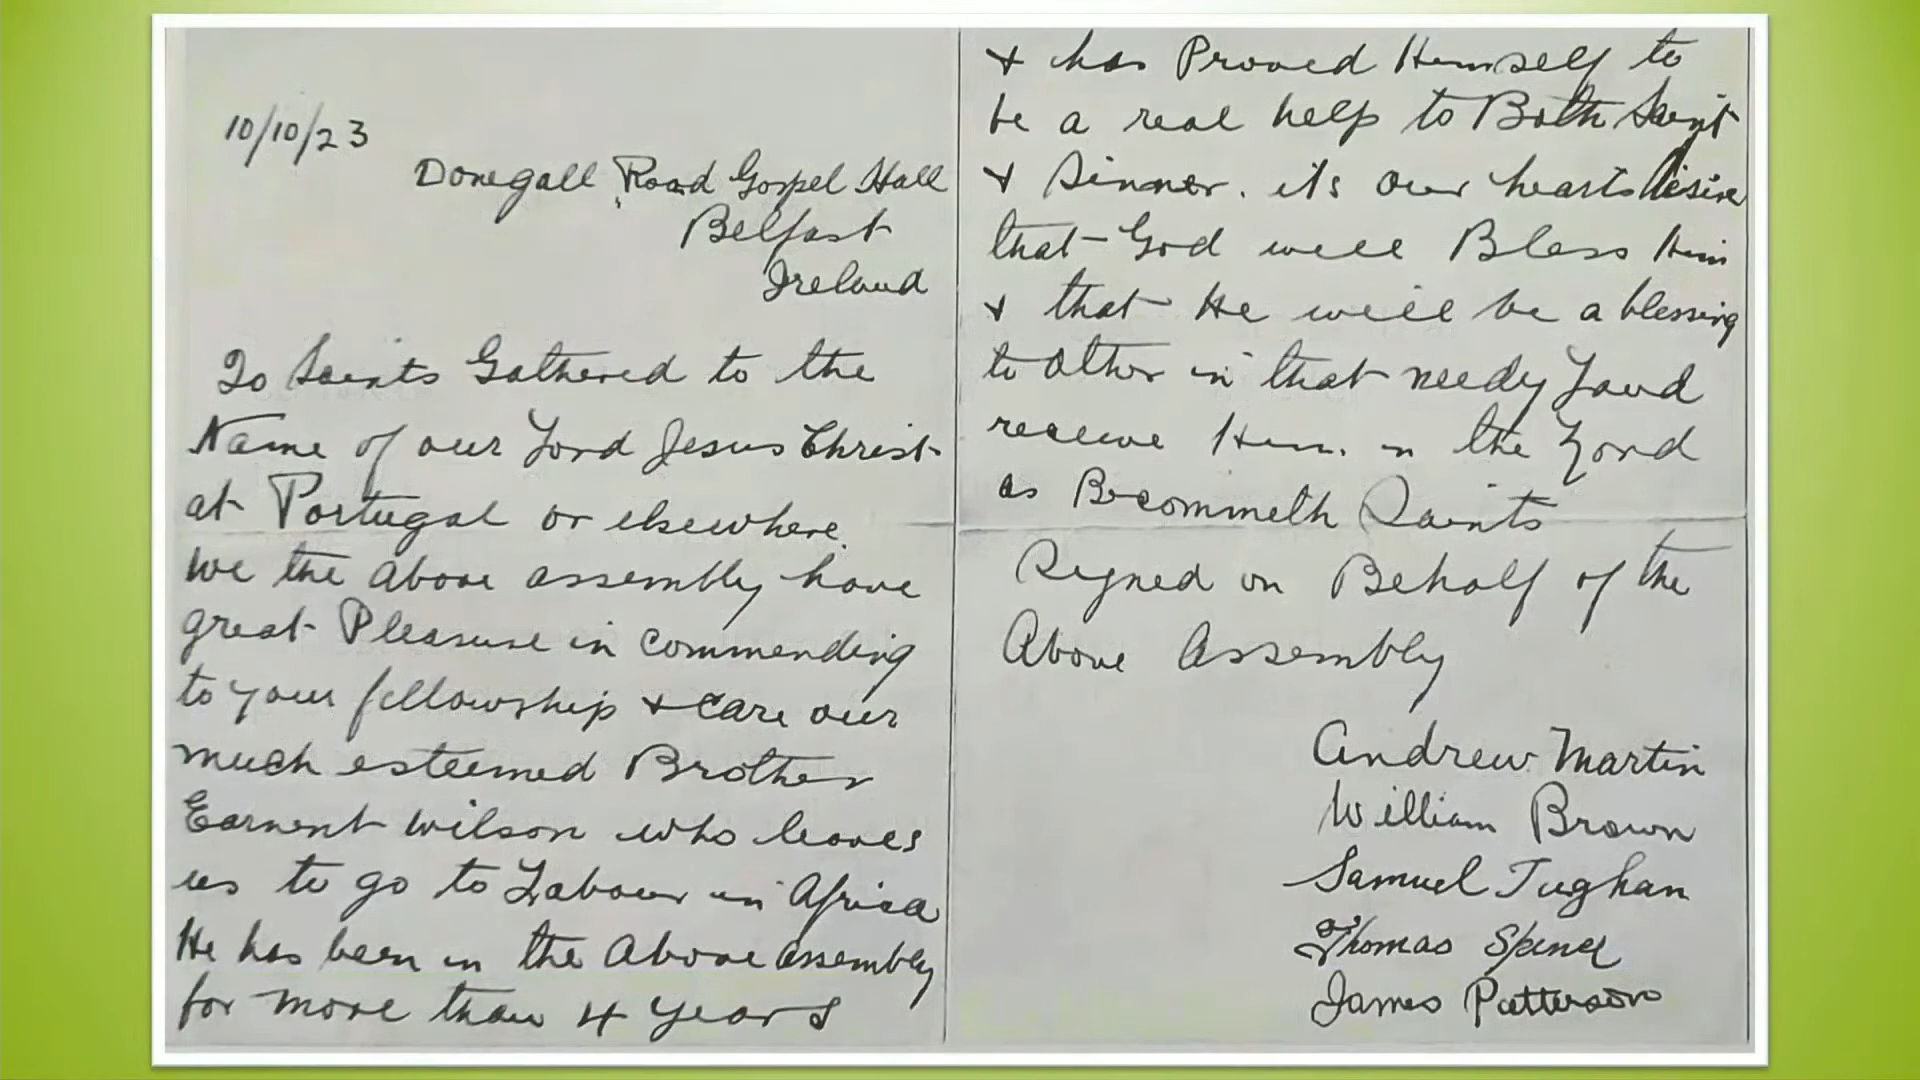 10/10/23
Donegall Road Gospel Hall
Belfast
Ireland
To Saints Gathered to the
Name of our Lord Jesus Christ
at Portugal or elsewhere.
We the above assembly have
great Pleasure in commending
to your fellowship & care our
much esteemed Brother
Earnent Wilson who leaves
us to go to Labour in Africa
He has been in the Above assembly
for more than 4 years
& has Proved Himself to
be a real help to Both Saint
& Sinner. it's our hearts desire
that God will Bless Him
& that He will be a blessing
to other in that needy Land
receive Him in the Lord
as Becommeth Saints
Signed on Behalf of the
Above Assembly
Andrew Martin
William Brown
Samuel Tughan
Thomas
James Patterson